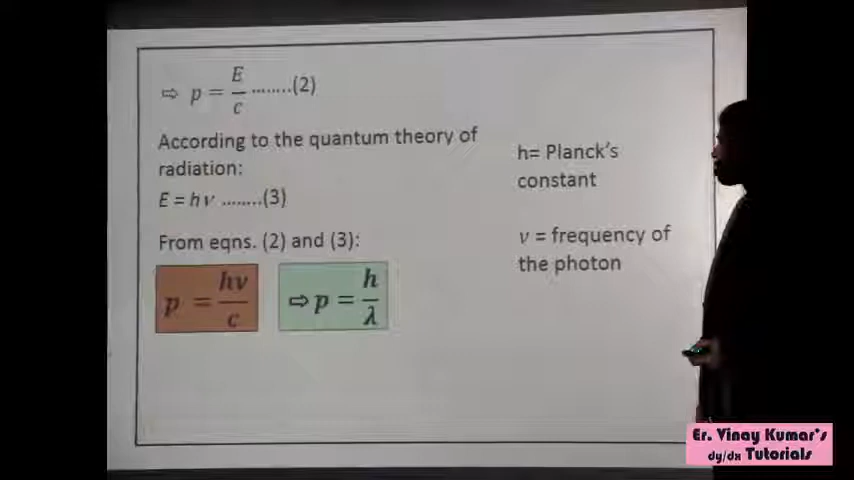 ⇨ p = E/c ........(2)
According to the quantum theory of
radiation:
E = hν ........(3)
From eqns. (2) and (3):
p = hν/c
⇨ p = h/λ
h= Planck's
constant
ν = frequency of
the photon
Er. Vinay Kumar's
dy/dx Tutorials